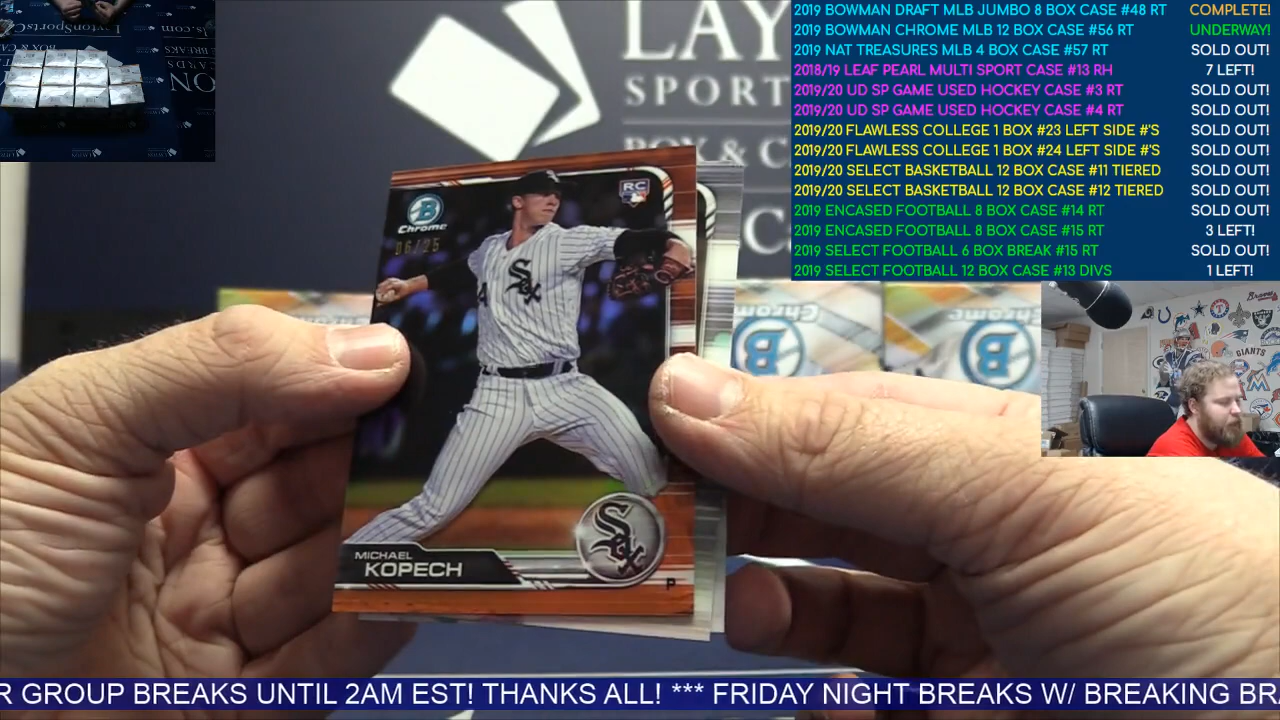 2019 BOWMAN DRAFT MLB JUMBO 8 BOX CASE #48 RT COMPLETE!
2019 BOWMAN CHROME MLB 12 BOX CASE #56 RT UNDERWAY!
2019 NAT TREASURES MLB 4 BOX CASE #57 RT SOLD OUT!
2018/19 LEAF PEARL MULTI SPORT CASE #13 RH 7 LEFT!
2019/20 UD SP GAME USED HOCKEY CASE #3 RT SOLD OUT!
2019/20 UD SP GAME USED HOCKEY CASE #4 RT SOLD OUT!
2019/20 FLAWLESS COLLEGE 1 BOX #23 LEFT SIDE #'S SOLD OUT!
2019/20 FLAWLESS COLLEGE 1 BOX #24 LEFT SIDE #'S SOLD OUT!
2019/20 SELECT BASKETBALL 12 BOX CASE #11 TIERED SOLD OUT!
2019/20 SELECT BASKETBALL 12 BOX CASE #12 TIERED SOLD OUT!
2019 ENCASED FOOTBALL 8 BOX CASE #14 RT SOLD OUT!
2019 ENCASED FOOTBALL 8 BOX CASE #15 RT 3 LEFT!
2019 SELECT FOOTBALL 6 BOX BREAK #15 RT SOLD OUT!
2019 SELECT FOOTBALL 12 BOX CASE #13 DIVS 1 LEFT!
LAY
SPORT
BOX & C
B
Chrome
06/25
RC
Sox
MICHAEL
KOPECH
Sox
P
Chrome
B
Chrome
B
GIANTS
Braves
R GROUP BREAKS UNTIL 2AM EST! THANKS ALL! *** FRIDAY NIGHT BREAKS W/ BREAKING BR